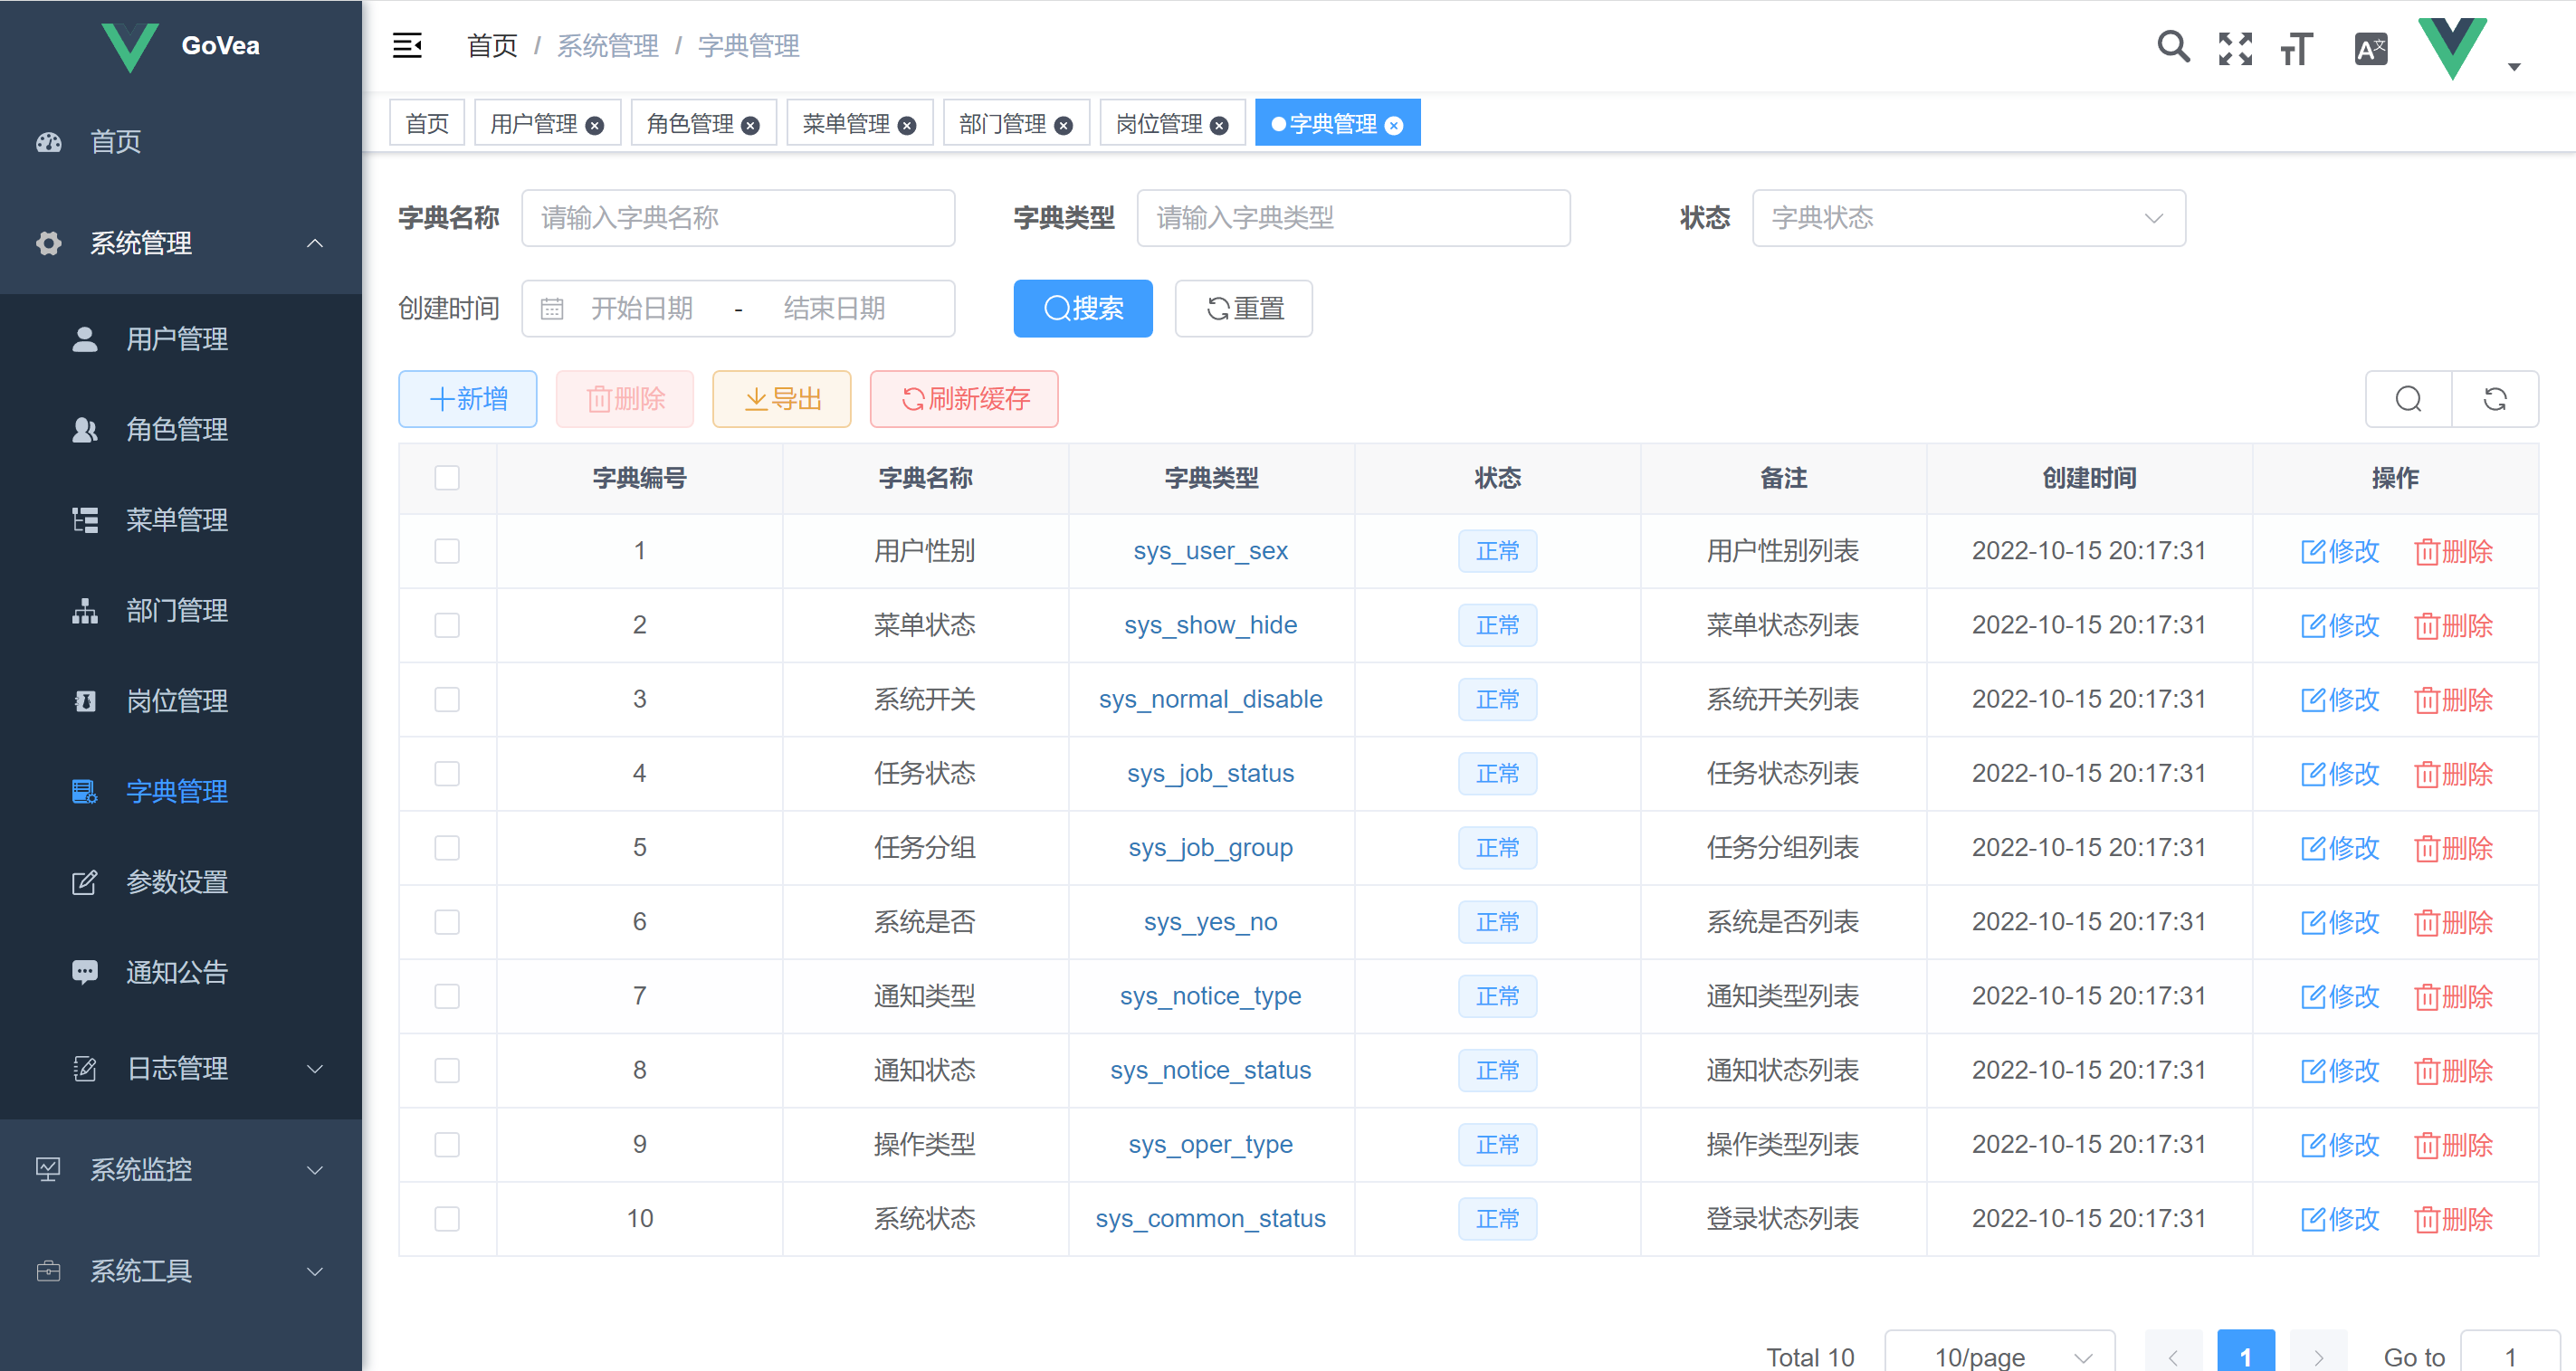 GoVea
首页 / 系统管理 / 字典管理
首页
用户管理
角色管理
菜单管理
部门管理
岗位管理
字典管理
首页
系统管理
用户管理
角色管理
菜单管理
部门管理
岗位管理
字典管理
参数设置
通知公告
日志管理
系统监控
系统工具
字典名称 请输入字典名称 字典类型 请输入字典类型 状态 字典状态
创建时间 开始日期 - 结束日期 搜索 重置
新增 删除 导出 刷新缓存
字典编号 字典名称 字典类型 状态 备注 创建时间 操作
1 用户性别 sys_user_sex 正常 用户性别列表 2022-10-15 20:17:31 修改 删除
2 菜单状态 sys_show_hide 正常 菜单状态列表 2022-10-15 20:17:31 修改 删除
3 系统开关 sys_normal_disable 正常 系统开关列表 2022-10-15 20:17:31 修改 删除
4 任务状态 sys_job_status 正常 任务状态列表 2022-10-15 20:17:31 修改 删除
5 任务分组 sys_job_group 正常 任务分组列表 2022-10-15 20:17:31 修改 删除
6 系统是否 sys_yes_no 正常 系统是否列表 2022-10-15 20:17:31 修改 删除
7 通知类型 sys_notice_type 正常 通知类型列表 2022-10-15 20:17:31 修改 删除
8 通知状态 sys_notice_status 正常 通知状态列表 2022-10-15 20:17:31 修改 删除
9 操作类型 sys_oper_type 正常 操作类型列表 2022-10-15 20:17:31 修改 删除
10 系统状态 sys_common_status 正常 登录状态列表 2022-10-15 20:17:31 修改 删除
Total 10 10/page 1 Go to 1